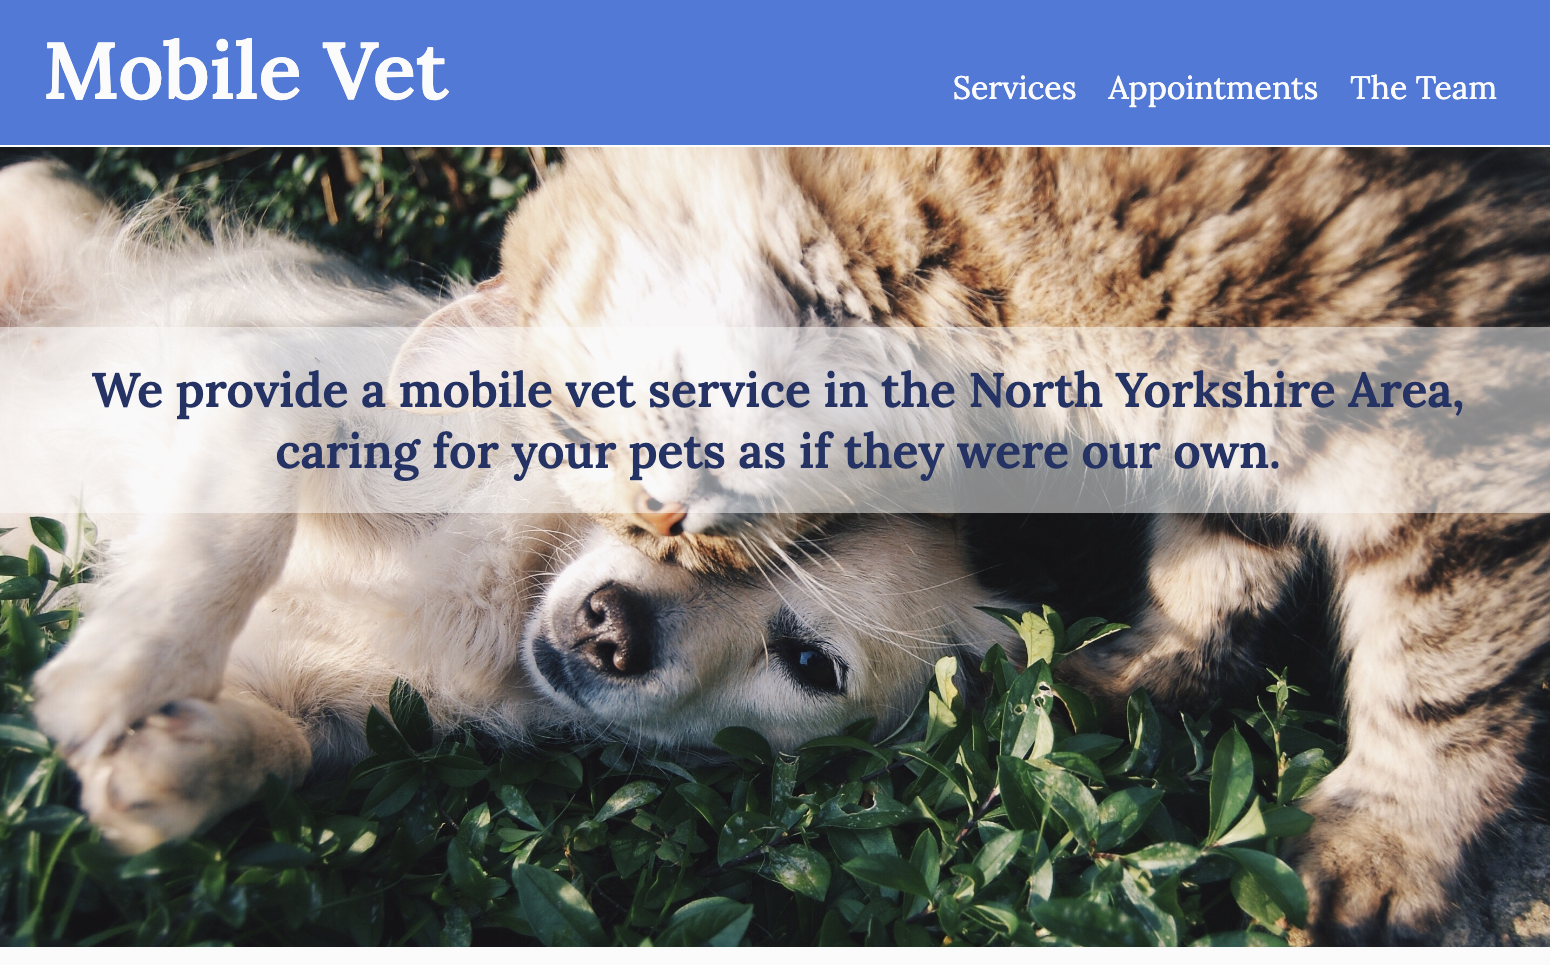 Mobile Vet
Services Appointments The Team
We provide a mobile vet service in the North Yorkshire Area,
caring for your pets as if they were our own.